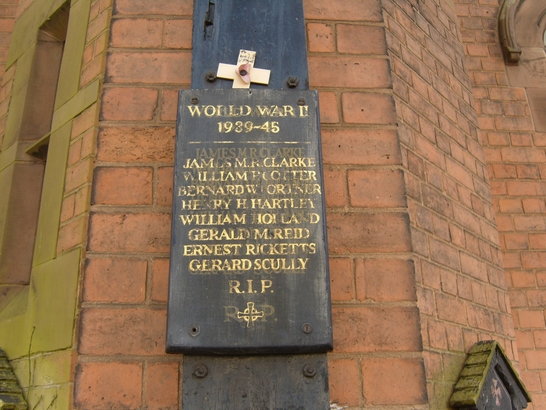 WORLD WAR II
1939-45
JAMES M.R. CLARKE
JAMES M.R. CLARKE
WILLIAM P. COTTER
BERNARD W. FORTNER
HENRY H. HARTLEY
WILLIAM HOLLAND
GERALD M. REID
ERNEST RICKETTS
GERARD SCULLY
R.I.P.
R.I.P.